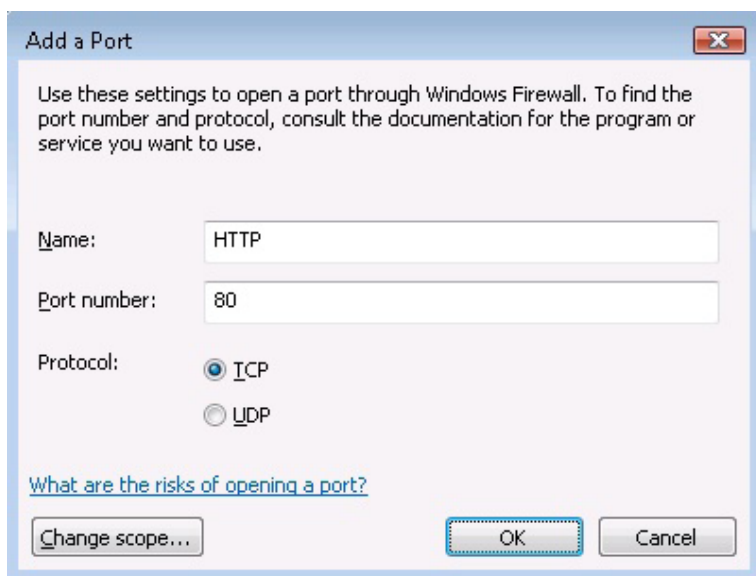 Add a Port
Use these settings to open a port through Windows Firewall. To find the
port number and protocol, consult the documentation for the program or
service you want to use.
Name:
HTTP
Port number:
80
Protocol:
TCP
UDP
What are the risks of opening a port?
Change scope...
OK
Cancel